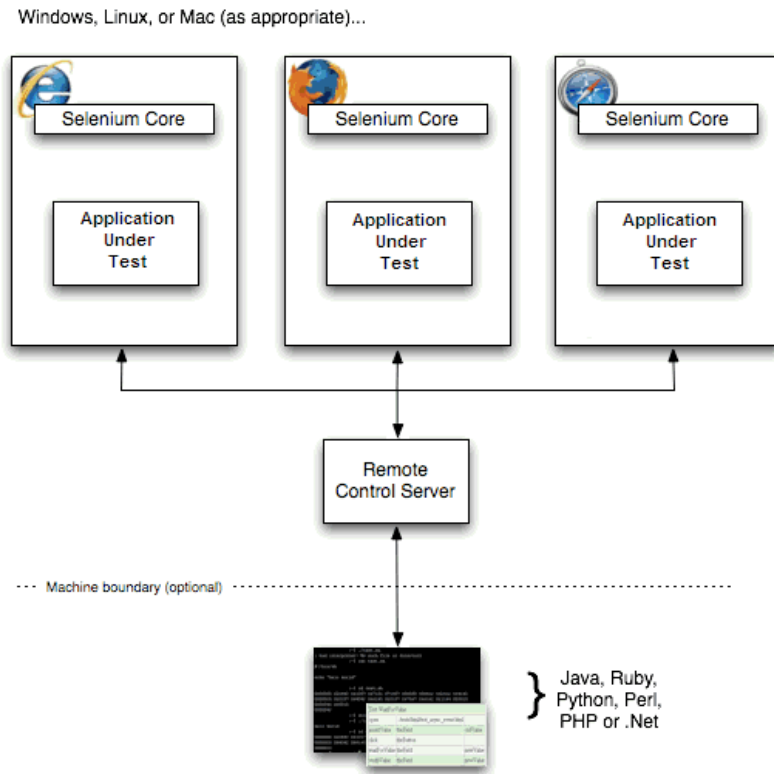 Windows, Linux, or Mac (as appropriate)...
Selenium Core
Selenium Core
Selenium Core
Application
Under
Test
Application
Under
Test
Application
Under
Test
Remote
Control Server
Machine boundary (optional)
Java, Ruby,
Python, Perl,
PHP or .Net